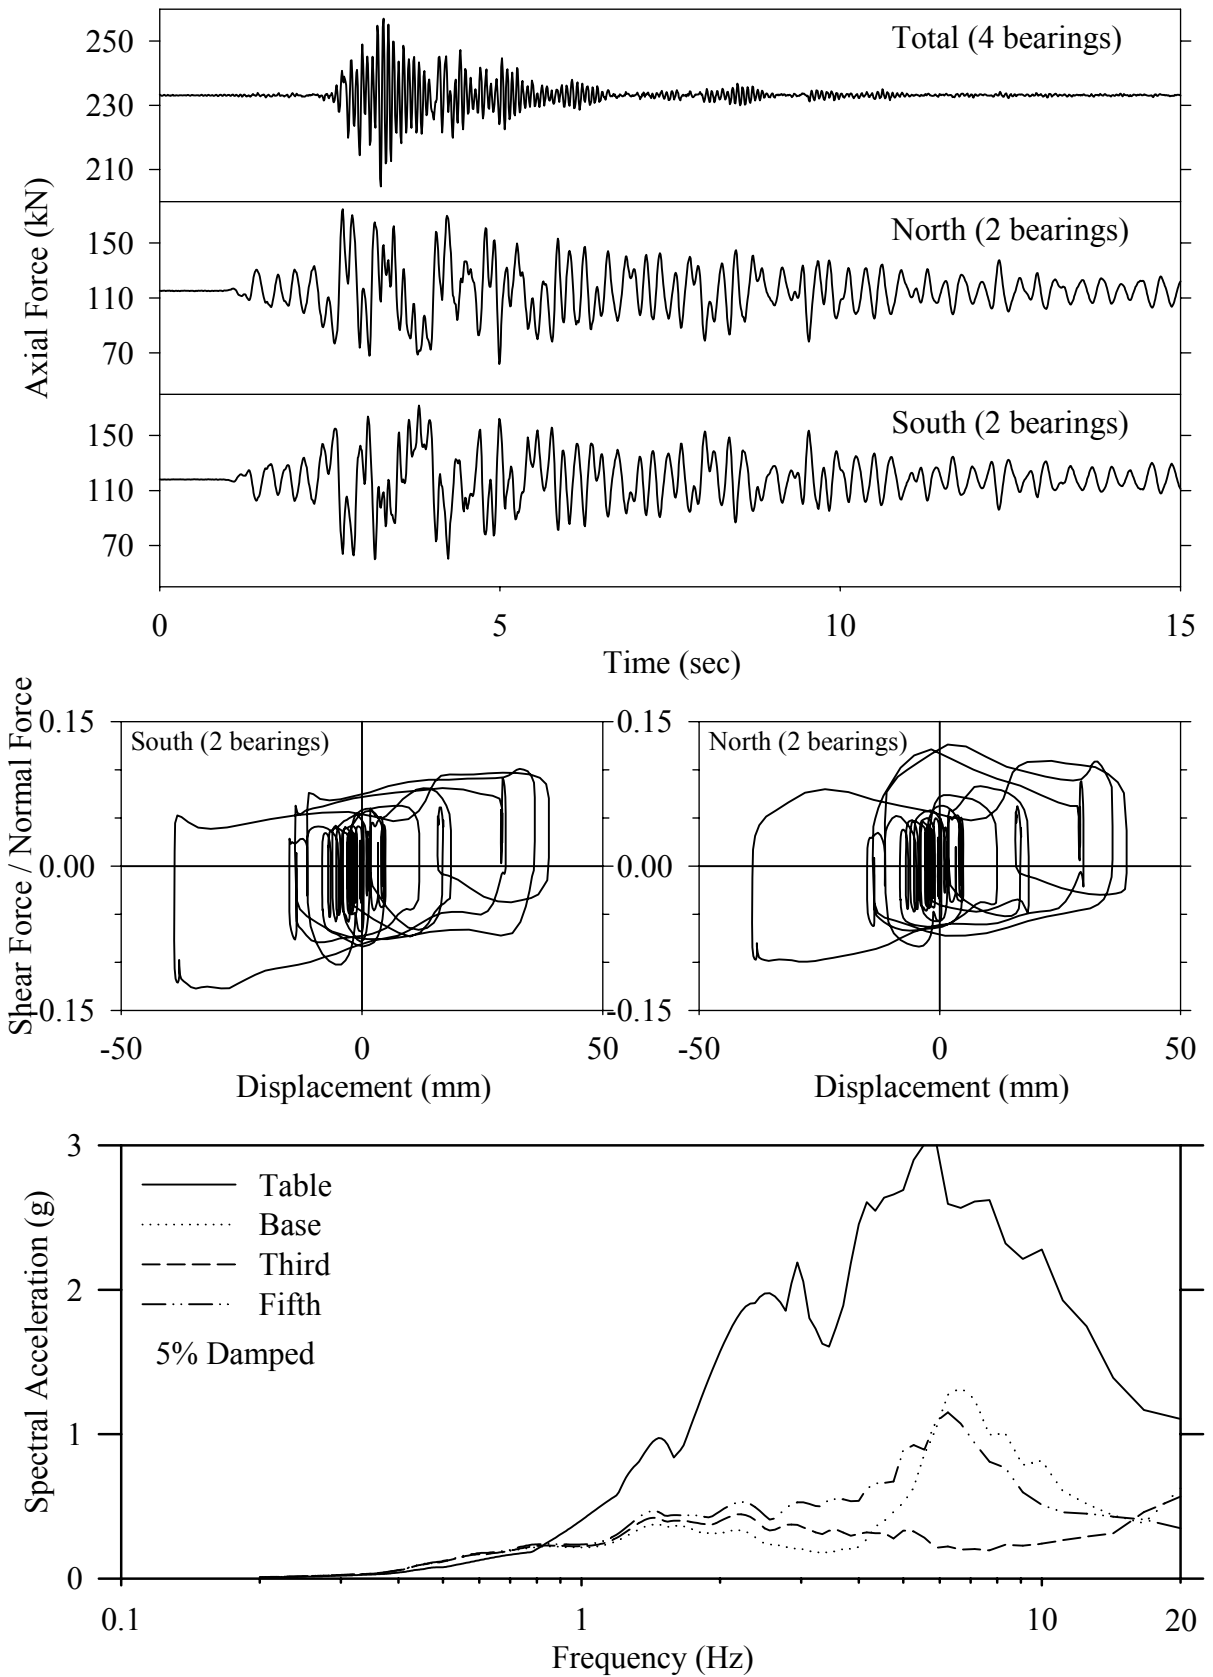 250
Total (4 bearings)
230
210
Axial Force (kN)
150
North (2 bearings)
110
70
150
South (2 bearings)
110
70
0
5
10
15
Time (sec)
Shear Force / Normal Force
0.15
South (2 bearings)
0.00
-0.15
-50
0
50
Displacement (mm)
0.15
North (2 bearings)
0.00
-0.15
-50
0
50
Displacement (mm)
Spectral Acceleration (g)
3
2
1
0
Table
Base
Third
Fifth
5% Damped
0.1
1
10
20
Frequency (Hz)